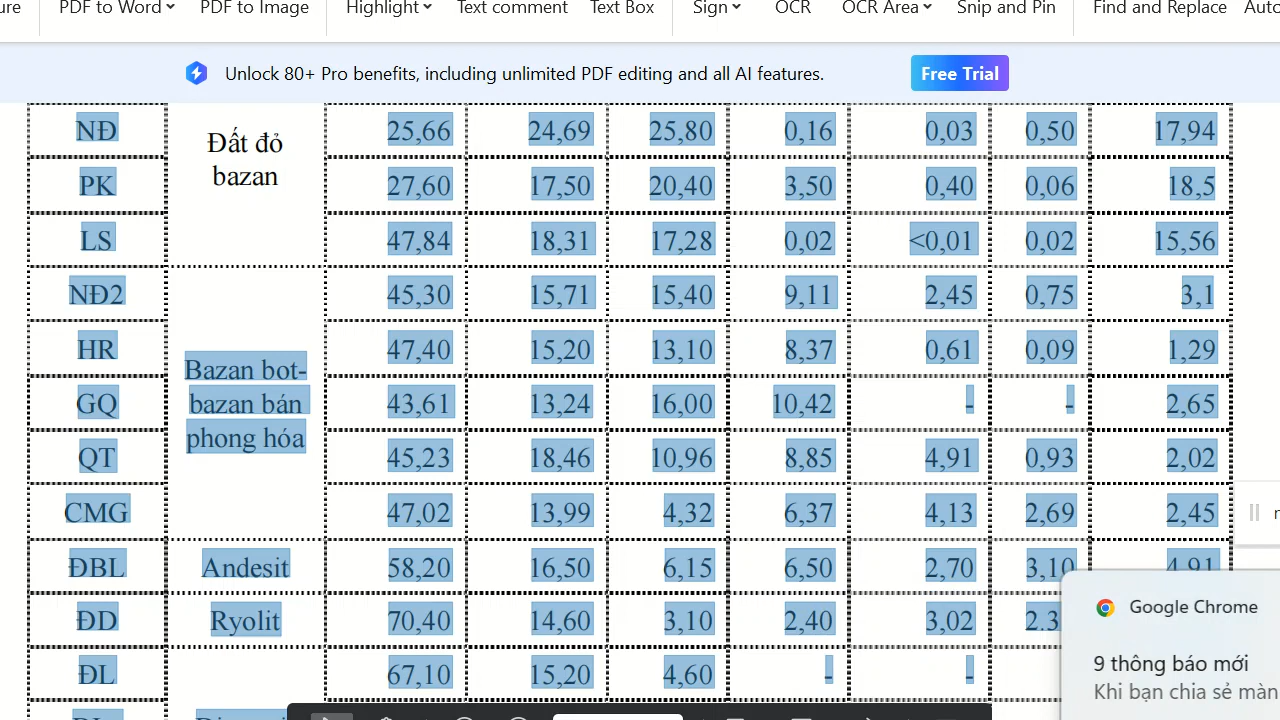 PDF to Word PDF to Image Highlight Text comment Text Box Sign OCR OCR Area Snip and Pin Find and Replace
Unlock 80+ Pro benefits, including unlimited PDF editing and all AI features. Free Trial
NĐ 25,66 24,69 25,80 0,16 0,03 0,50 17,94
Đất đỏ
bazan
PK 27,60 17,50 20,40 3,50 0,40 0,06 18,5
LS 47,84 18,31 17,28 0,02 <0,01 0,02 15,56
NĐ2 45,30 15,71 15,40 9,11 2,45 0,75 3,1
HR 47,40 15,20 13,10 8,37 0,61 0,09 1,29
Bazan bot-
bazan bán
phong hóa
GQ 43,61 13,24 16,00 10,42 - - 2,65
QT 45,23 18,46 10,96 8,85 4,91 0,93 2,02
CMG 47,02 13,99 4,32 6,37 4,13 2,69 2,45
ĐBL Andesit 58,20 16,50 6,15 6,50 2,70 3,10 4,91
ĐD Ryolit 70,40 14,60 3,10 2,40 3,02 2.3
ĐL 67,10 15,20 4,60 - -
Google Chrome
9 thông báo mới
Khi bạn chia sẻ màn